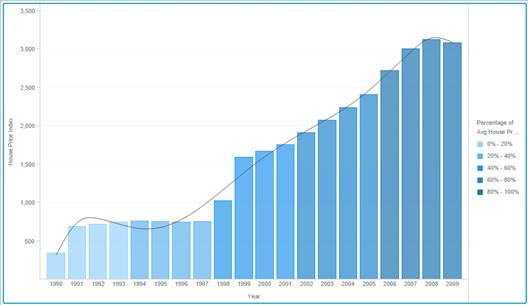 3,500
3,000
2,500
2,000
1,500
1,000
500
House Price Index
1990 1991 1992 1993 1994 1995 1996 1997 1998 1999 2000 2001 2002 2003 2004 2005 2006 2007 2008 2009
Year
Percentage of
Avg House Pr...
0% - 20%
20% - 40%
40% - 60%
60% - 80%
80% - 100%